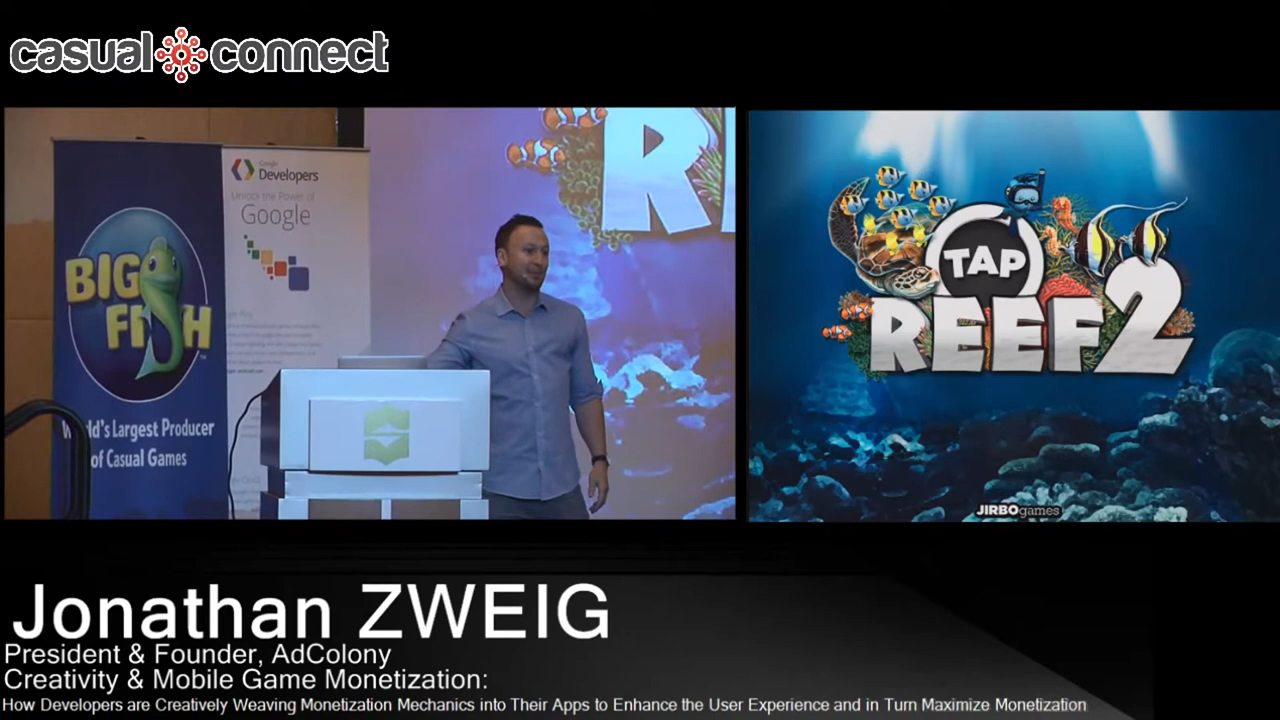 casual connect
BIG
FISH
TM
World's Largest Producer
of Casual Games
Google
Developers
Unlock the Power of
Google
R
TAP
REEF2
JIRBOgames
Jonathan ZWEIG
President & Founder, AdColony
Creativity & Mobile Game Monetization:
How Developers are Creatively Weaving Monetization Mechanics into Their Apps to Enhance the User Experience and in Turn Maximize Monetization